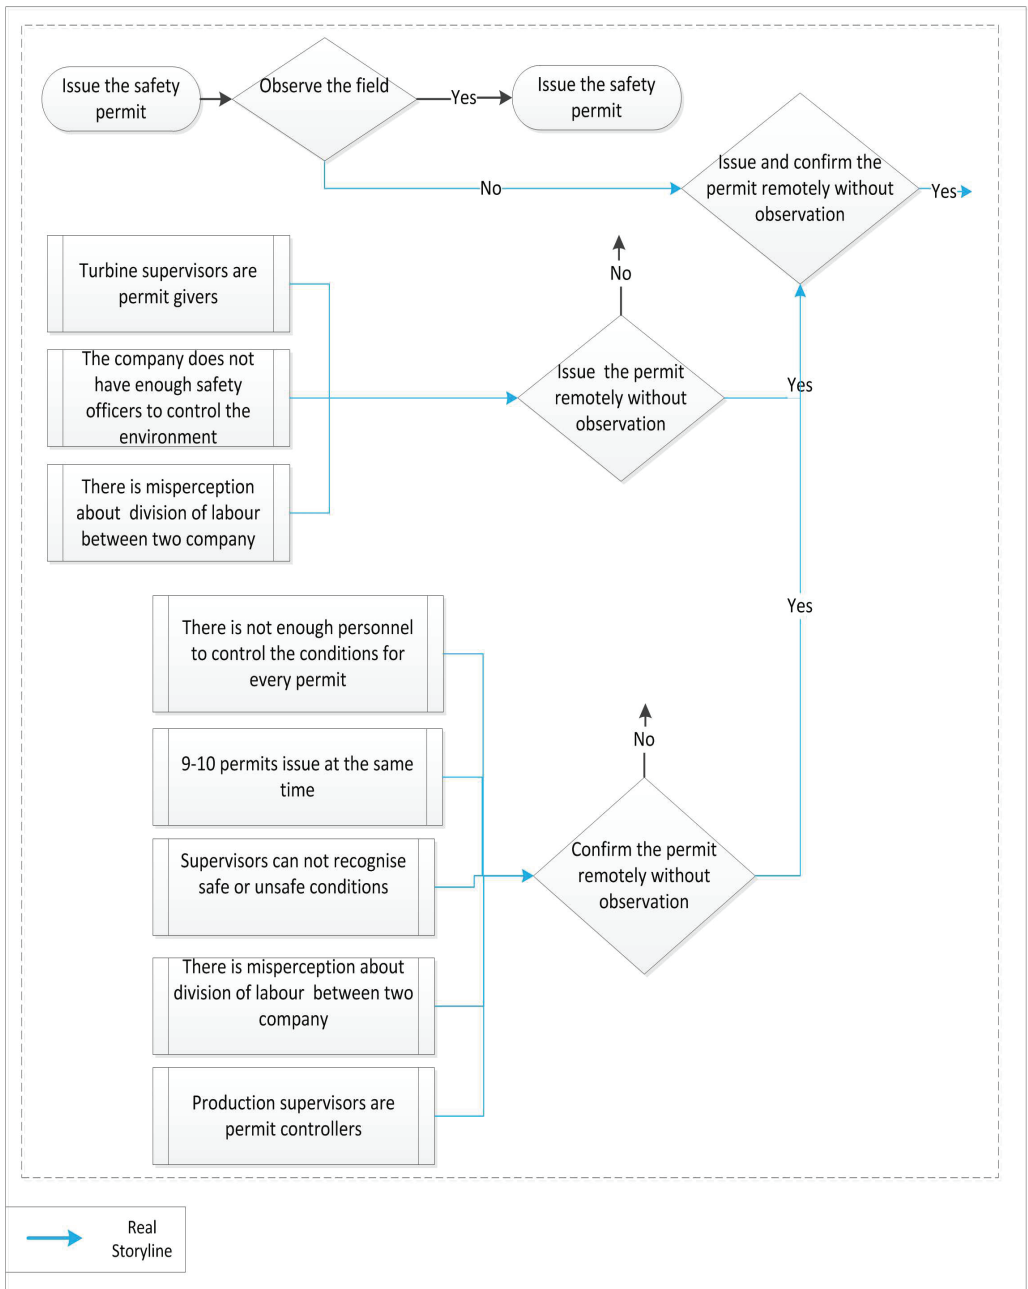 Issue the safety
permit
Observe the field
Yes
Issue the safety
permit
Issue and confirm the
permit remotely without
observation
Yes
No
Turbine supervisors are
permit givers
No
The company does not
have enough safety
officers to control the
environment
Issue the permit
remotely without
observation
Yes
There is misperception
about division of labour
between two company
There is not enough personnel
to control the conditions for
every permit
Yes
No
9-10 permits issue at the same
time
Supervisors can not recognise
safe or unsafe conditions
Confirm the permit
remotely without
observation
There is misperception about
division of labour between two
company
Production supervisors are
permit controllers
Real
Storyline